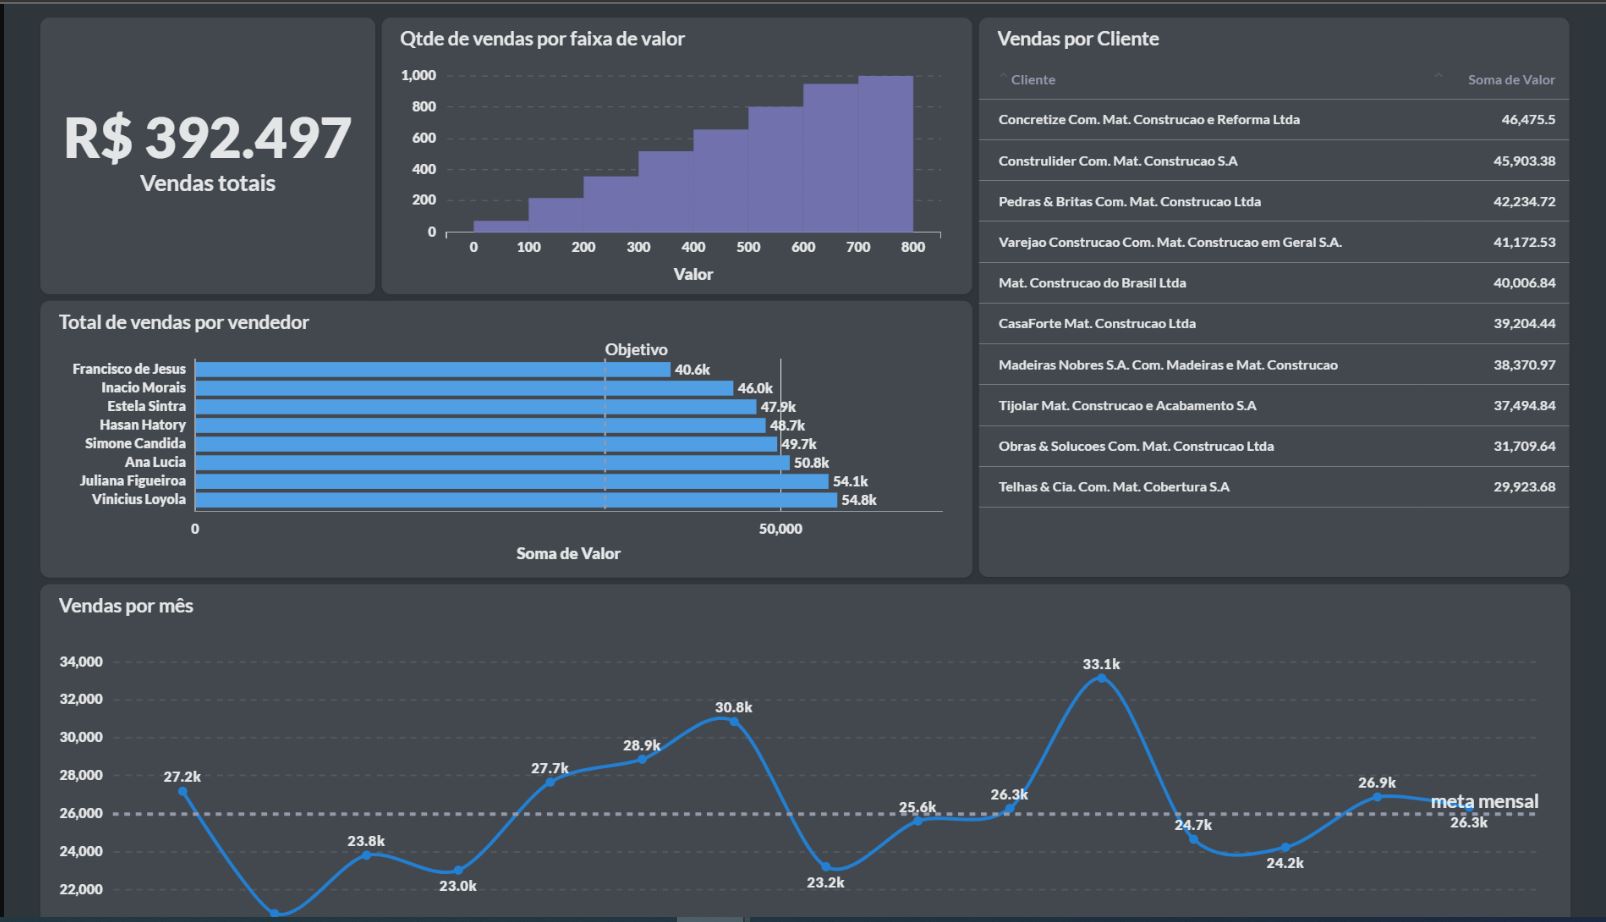 R$ 392.497
Vendas totais
Qtde de vendas por faixa de valor
1,000
800
600
400
200
0
0 100 200 300 400 500 600 700 800
Valor
Vendas por Cliente
Cliente Soma de Valor
Concretize Com. Mat. Construcao e Reforma Ltda 46,475.5
Construlider Com. Mat. Construcao S.A 45,903.38
Pedras & Britas Com. Mat. Construcao Ltda 42,234.72
Varejao Construcao Com. Mat. Construcao em Geral S.A. 41,172.53
Mat. Construcao do Brasil Ltda 40,006.84
CasaForte Mat. Construcao Ltda 39,204.44
Madeiras Nobres S.A. Com. Madeiras e Mat. Construcao 38,370.97
Tijolar Mat. Construcao e Acabamento S.A 37,494.84
Obras & Solucoes Com. Mat. Construcao Ltda 31,709.64
Telhas & Cia. Com. Mat. Cobertura S.A 29,923.68
Total de vendas por vendedor
Objetivo
Francisco de Jesus 40.6k
Inacio Morais 46.0k
Estela Sintra 47.9k
Hasan Hatory 48.7k
Simone Candida 49.7k
Ana Lucia 50.8k
Juliana Figueiroa 54.1k
Vinicius Loyola 54.8k
0 50,000
Soma de Valor
Vendas por mês
34,000
32,000
30,000
28,000
26,000
24,000
22,000
27.2k
23.8k
23.0k
27.7k
28.9k
30.8k
23.2k
25.6k
26.3k
33.1k
24.7k
24.2k
26.9k
meta mensal
26.3k